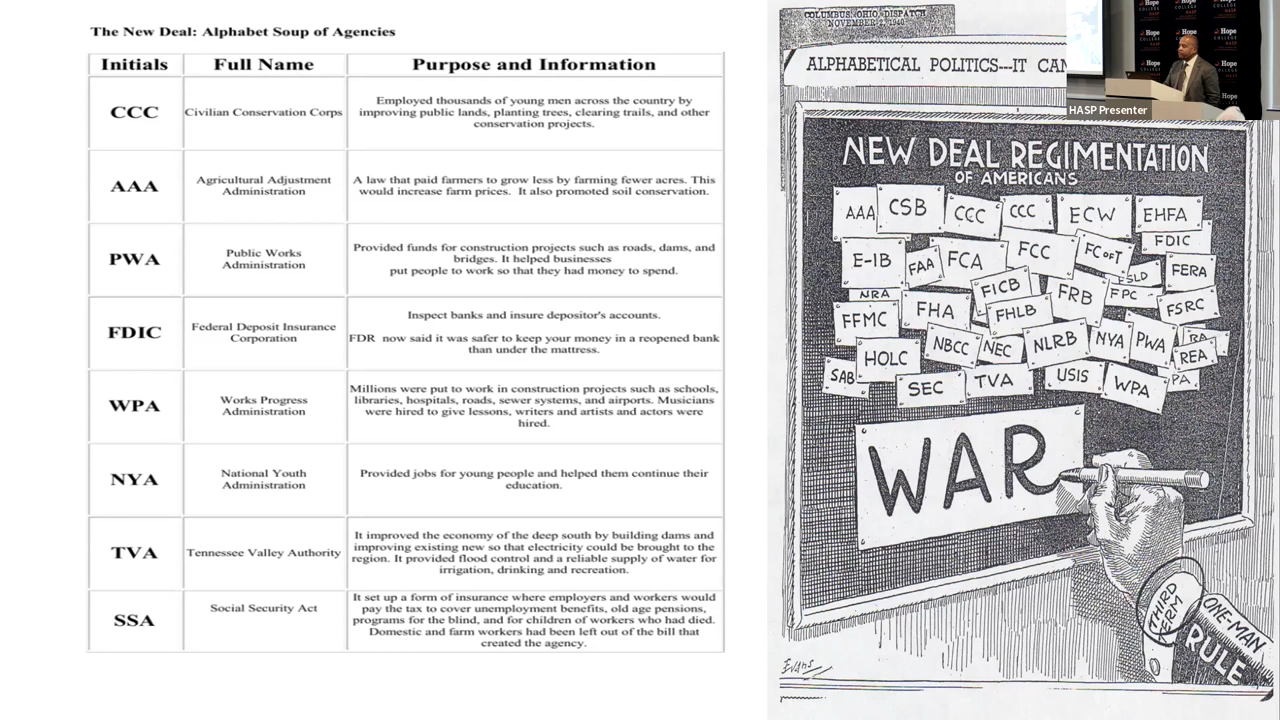 The New Deal: Alphabet Soup of Agencies
Initials
Full Name
Purpose and Information
CCC
Civilian Conservation Corps
Employed thousands of young men across the country by
improving public lands, planting trees, clearing trails, and other
conservation projects.
AAA
Agricultural Adjustment
Administration
A law that paid farmers to grow less by farming fewer acres. This
would increase farm prices. It also promoted soil conservation.
PWA
Public Works
Administration
Provided funds for construction projects such as roads, dams, and
bridges. It helped businesses
put people to work so that they had money to spend.
FDIC
Federal Deposit Insurance
Corporation
Inspect banks and insure depositor's accounts.
FDR now said it was safer to keep your money in a reopened bank
than under the mattress.
WPA
Works Progress
Administration
Millions were put to work in construction projects such as schools,
libraries, hospitals, roads, sewer systems, and airports. Musicians
were hired to give lessons, writers and artists and actors were
hired.
NYA
National Youth
Administration
Provided jobs for young people and helped them continue their
education.
TVA
Tennessee Valley Authority
It improved the economy of the deep south by building dams and
improving existing new so that electricity could be brought to the
region. It provided flood control and a reliable supply of water for
irrigation, drinking and recreation.
SSA
Social Security Act
It set up a form of insurance where employers and workers would
pay the tax to cover unemployment benefits, old age pensions,
programs for the blind, and for children of workers who had died.
Domestic and farm workers had been left out of the bill that
created the agency.
COLUMBUS, OHIO, DISPATCH
NOVEMBER 1940
ALPHABETICAL POLITICS---IT CAN
Hope
COLLEGE
HASP
HASP Presenter
NEW DEAL REGIMENTATION
OF AMERICANS
AAA
CSB
CCC
CCC
ECW
EHFA
E-IB
FAA
FCA
FCC
FC OF T
FDIC
FERA
NRA
FICB
FRB
FPC
FSRC
FFMC
FHA
FHLB
HOLC
NBCC
NEC
NLRB
NYA
PWA
RA
REA
SAB
SEC
TVA
USIS
WPA
PA
WAR
THIRD
TERM
ONE-MAN
RULE
Evans